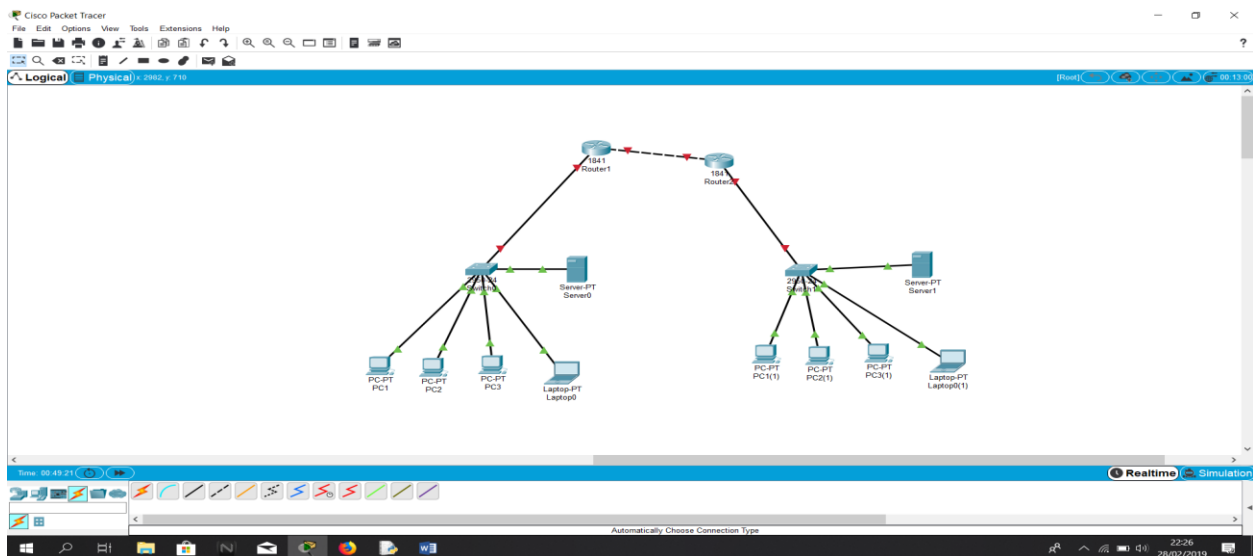 Cisco Packet Tracer
File Edit Options View Tools Extensions Help
?
Logical Physical x: 2982, y: 710 [Root] 00:13:00
1841
Router1
1841
Router2
Server-PT
Server0
Server-PT
Server1
PC-PT
PC1
PC-PT
PC2
PC-PT
PC3
Laptop-PT
Laptop0
PC-PT
PC1(1)
PC-PT
PC2(1)
PC-PT
PC3(1)
Laptop-PT
Laptop0(1)
Time: 00:49:21 Realtime Simulation
Automatically Choose Connection Type
22:26
28/02/2019